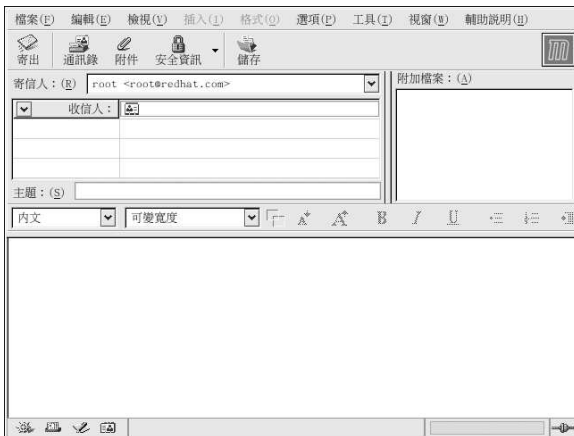 檔案(F) 編輯(E) 檢視(V) 插入(I) 格式(O) 選項(P) 工具(T) 視窗(W) 輔助說明(H)
寄出 通訊錄 附件 安全資訊 儲存
寄信人：(R) root <root@redhat.com>
附加檔案：(A)
收信人：
主題：(S)
內文 可變寬度 A A B I U